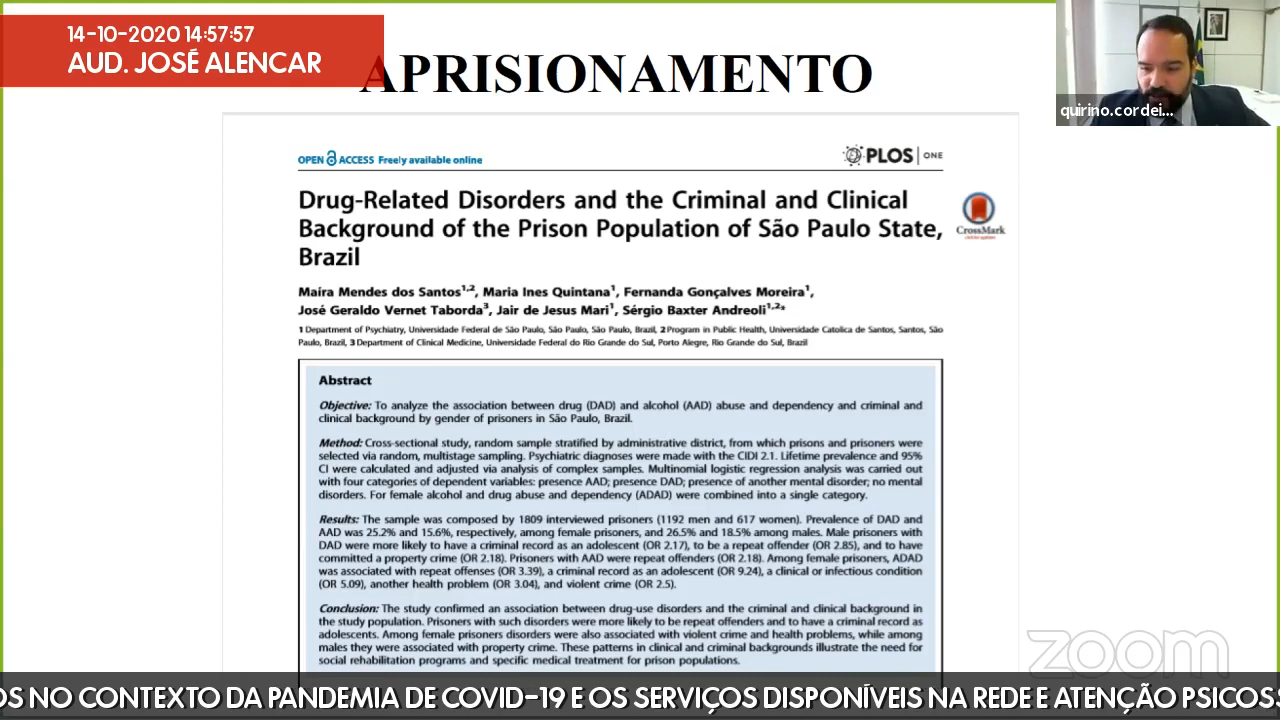 14-10-2020 14:57:57
AUD. JOSÉ ALENCAR
APRISIONAMENTO
quirino.cordei...
OPEN ACCESS Freely available online
PLOS | ONE
Drug-Related Disorders and the Criminal and Clinical
Background of the Prison Population of São Paulo State,
Brazil
CrossMark
Maíra Mendes dos Santos1,2, Maria Ines Quintana1, Fernanda Gonçalves Moreira1,
José Geraldo Vernet Taborda3, Jair de Jesus Mari1, Sérgio Baxter Andreoli1,2*
1 Department of Psychiatry, Universidade Federal de São Paulo, São Paulo, São Paulo, Brazil, 2 Program in Public Health, Universidade Catolica de Santos, Santos, São
Paulo, Brazil, 3 Department of Clinical Medicine, Universidade Federal do Rio Grande do Sul, Porto Alegre, Rio Grande do Sul, Brazil
Abstract
Objective: To analyze the association between drug (DAD) and alcohol (AAD) abuse and dependency and criminal and
clinical background by gender of prisoners in São Paulo, Brazil.
Method: Cross-sectional study, random sample stratified by administrative district, from which prisons and prisoners were
selected via random, multistage sampling. Psychiatric diagnoses were made with the CIDI 2.1. Lifetime prevalence and 95%
CI were calculated and adjusted via analysis of complex samples. Multinomial logistic regression analysis was carried out
with four categories of dependent variables: presence AAD; presence DAD; presence of another mental disorder; no mental
disorders. For female alcohol and drug abuse and dependency (ADAD) were combined into a single category.
Results: The sample was composed by 1809 interviewed prisoners (1192 men and 617 women). Prevalence of DAD and
AAD was 25.2% and 15.6%, respectively, among female prisoners, and 26.5% and 18.5% among males. Male prisoners with
DAD were more likely to have a criminal record as an adolescent (OR 2.17), to be a repeat offender (OR 2.85), and to have
committed a property crime (OR 2.18). Prisoners with AAD were repeat offenders (OR 2.18). Among female prisoners, ADAD
was associated with repeat offenses (OR 3.39), a criminal record as an adolescent (OR 9.24), a clinical or infectious condition
(OR 5.09), another health problem (OR 3.04), and violent crime (OR 2.5).
Conclusion: The study confirmed an association between drug-use disorders and the criminal and clinical background in
the study population. Prisoners with such disorders were more likely to be repeat offenders and to have a criminal record as
adolescents. Among female prisoners disorders were also associated with violent crime and health problems, while among
males they were associated with property crime. These patterns in clinical and criminal backgrounds illustrate the need for
social rehabilitation programs and specific medical treatment for prison populations.
zoom
OS NO CONTEXTO DA PANDEMIA DE COVID-19 E OS SERVIÇOS DISPONÍVEIS NA REDE E ATENÇÃO PSICOS